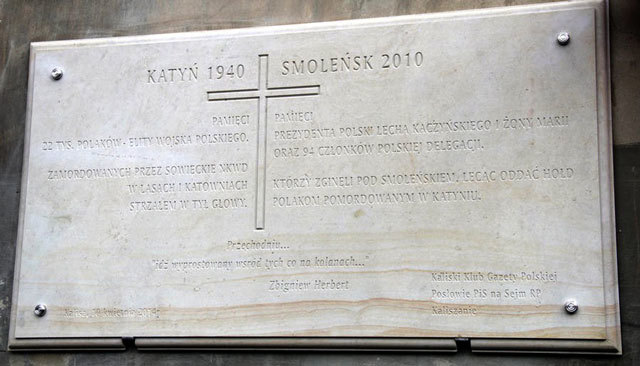 KATYŃ 1940
PAMIĘCI
22 TYS. POLAKÓW - ELITY WOJSKA POLSKIEGO.
ZAMORDOWANYCH PRZEZ SOWIECKIE NKWD
W LASACH I KATOWNIACH
STRZAŁEM W TYŁ GŁOWY.
SMOLEŃSK 2010
PAMIĘCI
PREZYDENTA POLSKI LECHA KACZYŃSKIEGO I ŻONY MARII
ORAZ 94 CZŁONKÓW POLSKIEJ DELEGACJI.
KTÓRZY ZGINĘLI POD SMOLEŃSKIEM, LECĄC ODDAĆ HOŁD
POLAKOM POMORDOWANYM W KATYNIU.
Przechodniu...
"idź wyprostowany wśród tych co na kolanach..."
Zbigniew Herbert
Kalisz, kwietnia
Kaliski Klub Gazety Polskiej
Posłowie PiS na Sejm RP
Kaliszanie